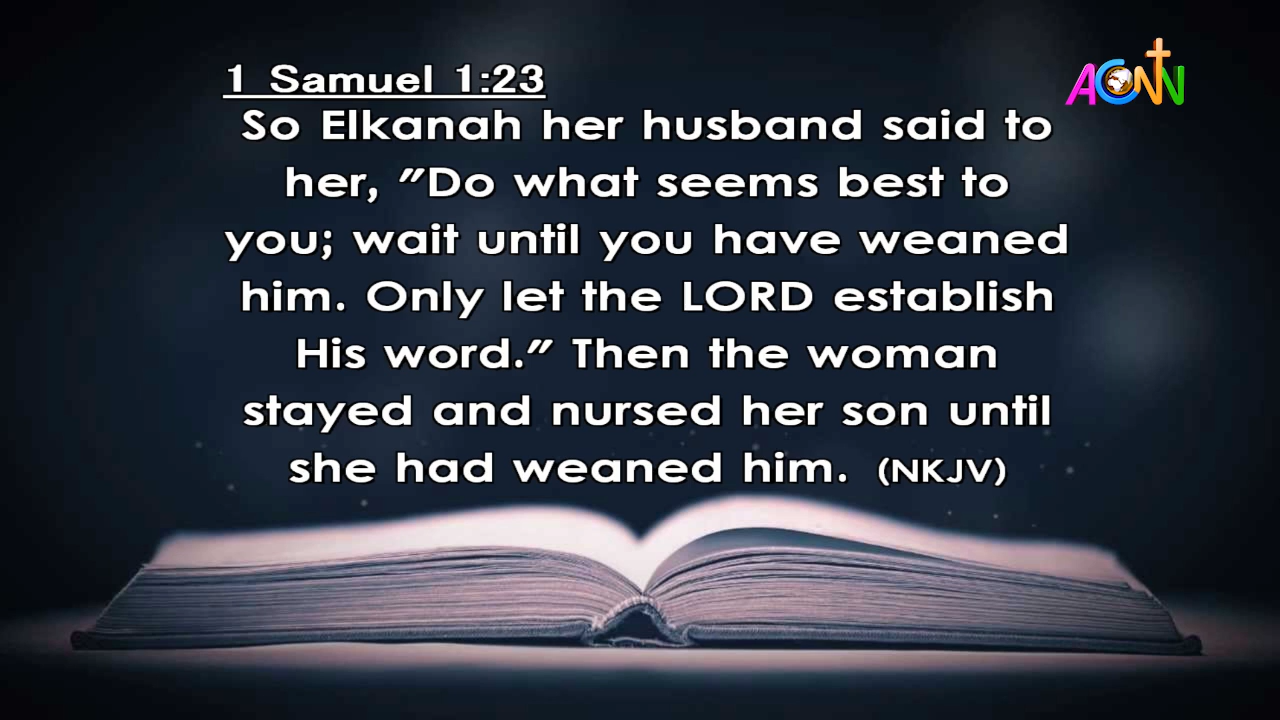 1 Samuel 1:23
ACNN
So Elkanah her husband said to
her, "Do what seems best to
you; wait until you have weaned
him. Only let the LORD establish
His word." Then the woman
stayed and nursed her son until
she had weaned him. (NKJV)